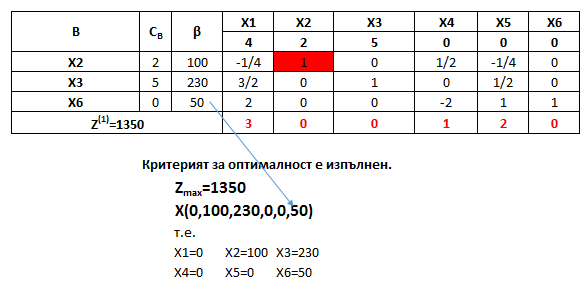 B CB β X1 X2 X3 X4 X5 X6
4 2 5 0 0 0
X2 2 100 -1/4 1 0 1/2 -1/4 0
X3 5 230 3/2 0 1 0 1/2 0
X6 0 50 2 0 0 -2 1 1
Z(1)=1350 3 0 0 1 2 0
Критерият за оптималност е изпълнен.
Zmax=1350
X(0,100,230,0,0,50)
т.е.
X1=0 X2=100 X3=230
X4=0 X5=0 X6=50